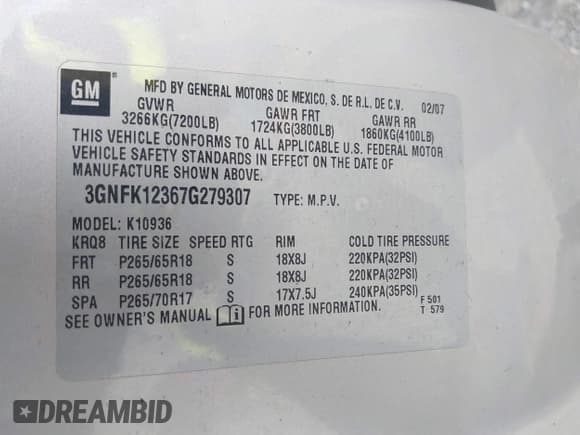 GM ®
MFD BY GENERAL MOTORS DE MEXICO, S. DE R.L. DE C.V. 02/07
GVWR GAWR FRT GAWR RR
3266KG(7200LB) 1724KG(3800LB) 1860KG(4100LB)
THIS VEHICLE CONFORMS TO ALL APPLICABLE U.S. FEDERAL MOTOR
VEHICLE SAFETY STANDARDS IN EFFECT ON THE DATE OF
MANUFACTURE SHOWN ABOVE.
3GNFK12367G279307 TYPE: M.P.V.
MODEL: K10936
KRQ8 TIRE SIZE SPEED RTG RIM COLD TIRE PRESSURE
FRT P265/65R18 S 18X8J 220KPA(32PSI)
RR P265/65R18 S 18X8J 220KPA(32PSI)
SPA P265/70R17 S 17X7.5J 240KPA(35PSI) F 501
SEE OWNER'S MANUAL i FOR MORE INFORMATION. T 579
DREAMBID